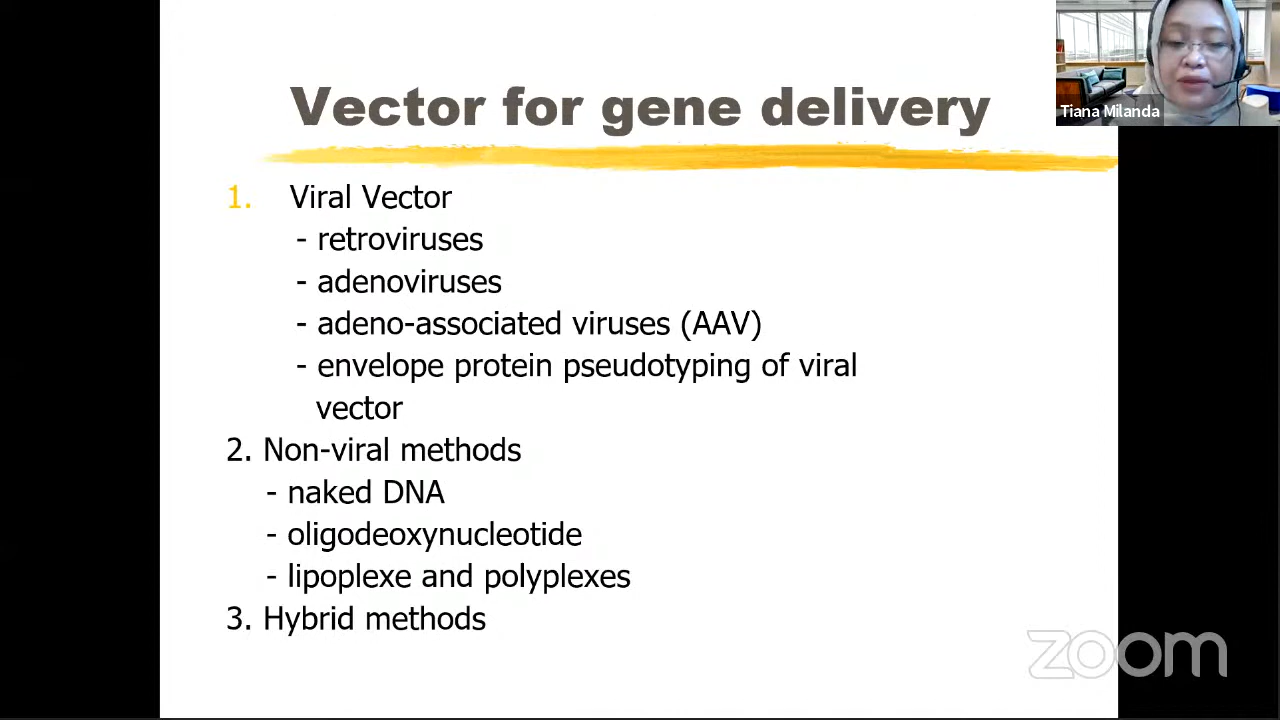 Vector for gene delivery
Tiana Milanda
1. Viral Vector
- retroviruses
- adenoviruses
- adeno-associated viruses (AAV)
- envelope protein pseudotyping of viral
vector
2. Non-viral methods
- naked DNA
- oligodeoxynucleotide
- lipoplexe and polyplexes
3. Hybrid methods
zoom